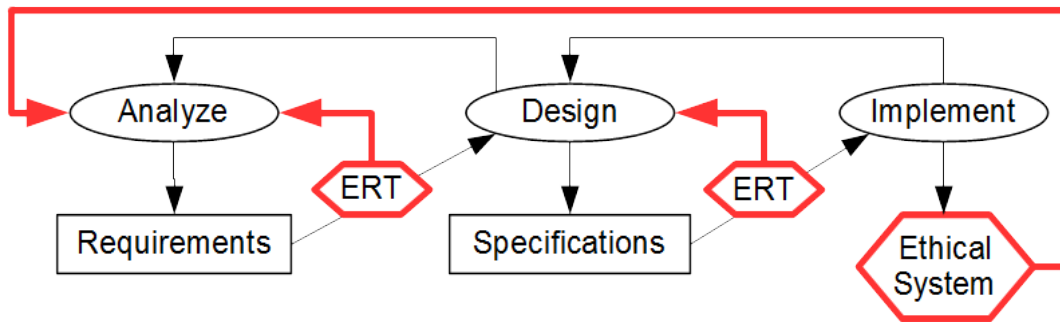 Analyze
Design
Implement
ERT
ERT
Requirements
Specifications
Ethical
System